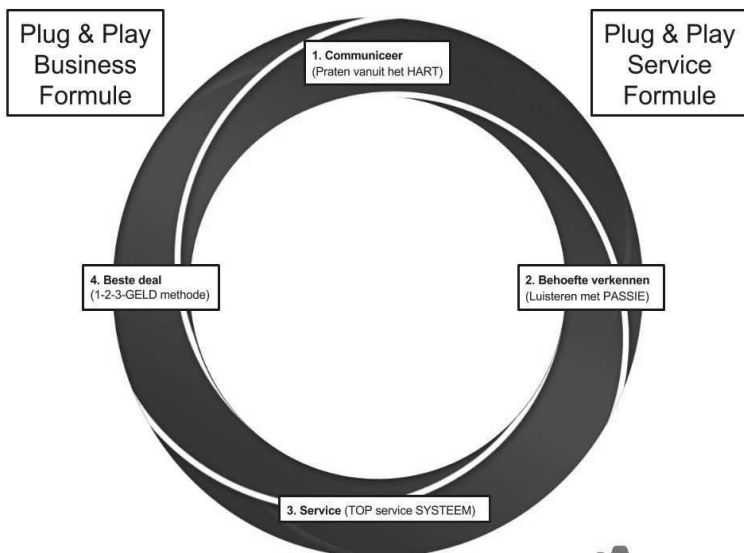 Plug & Play
Business
Formule
Plug & Play
Service
Formule
1. Communiceer
(Praten vanuit het HART)
2. Behoefte verkennen
(Luisteren met PASSIE)
3. Service (TOP service SYSTEEM)
4. Beste deal
(1-2-3-GELD methode)